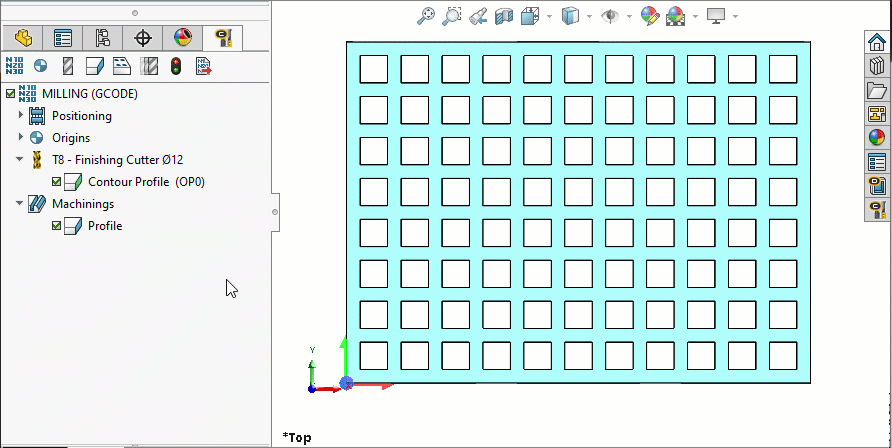 MILLING (GCODE)
Positioning
Origins
T8 - Finishing Cutter Ø12
Contour Profile (OP0)
Machinings
Profile
Y
*Top